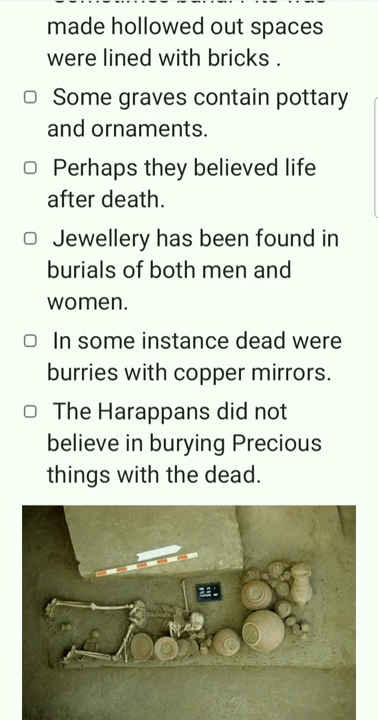 made hollowed out spaces
were lined with bricks .
Some graves contain pottary
and ornaments.
Perhaps they believed life
after death.
Jewellery has been found in
burials of both men and
women.
In some instance dead were
burries with copper mirrors.
The Harappans did not
believe in burying Precious
things with the dead.